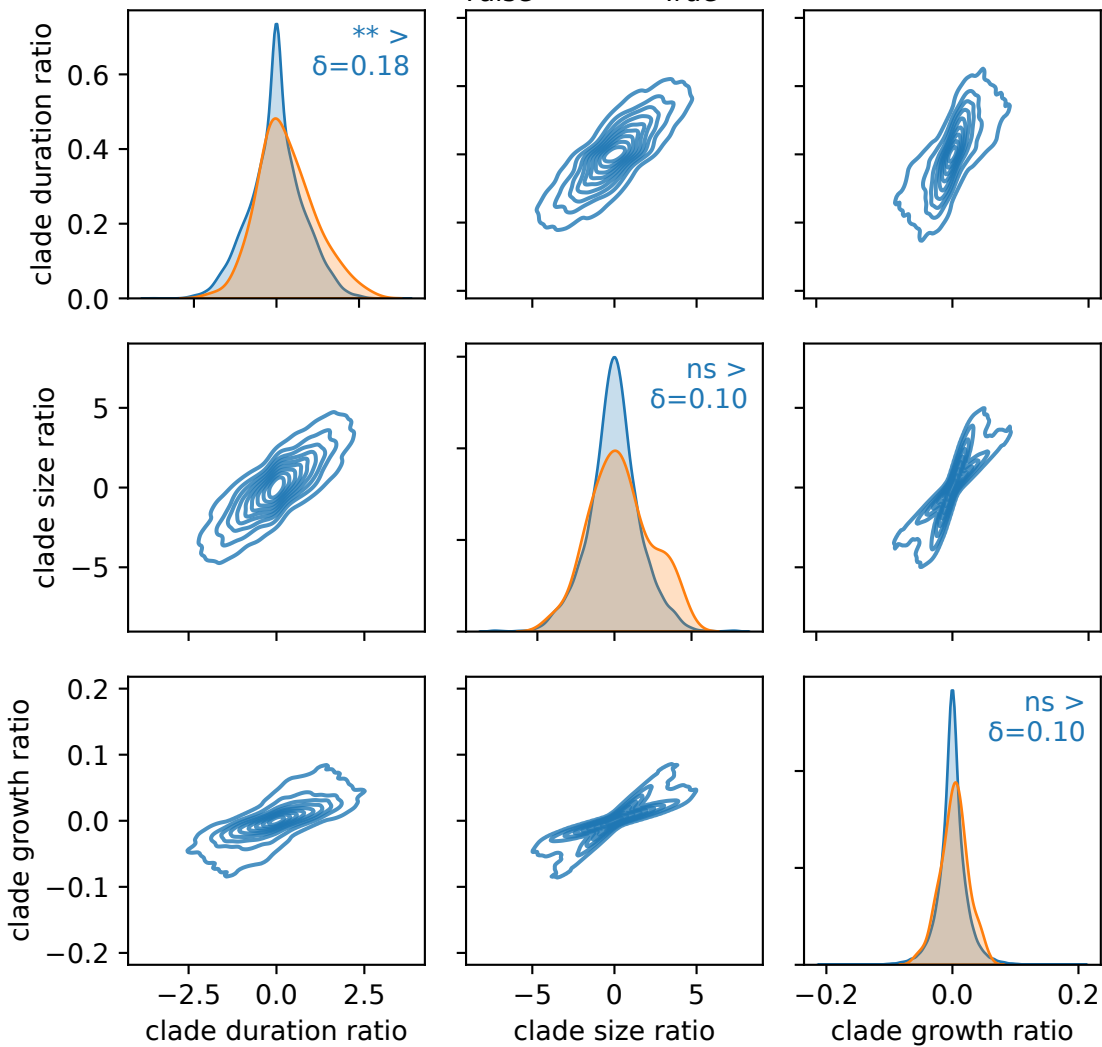 clade duration ratio
0.6
0.4
0.2
0.0
** >
δ=0.18
clade size ratio
5
0
−5
ns >
δ=0.10
clade growth ratio
0.2
0.1
0.0
−0.1
−0.2
ns >
δ=0.10
−2.5 0.0 2.5
−5 0 5
−0.2 0.0 0.2
clade duration ratio
clade size ratio
clade growth ratio